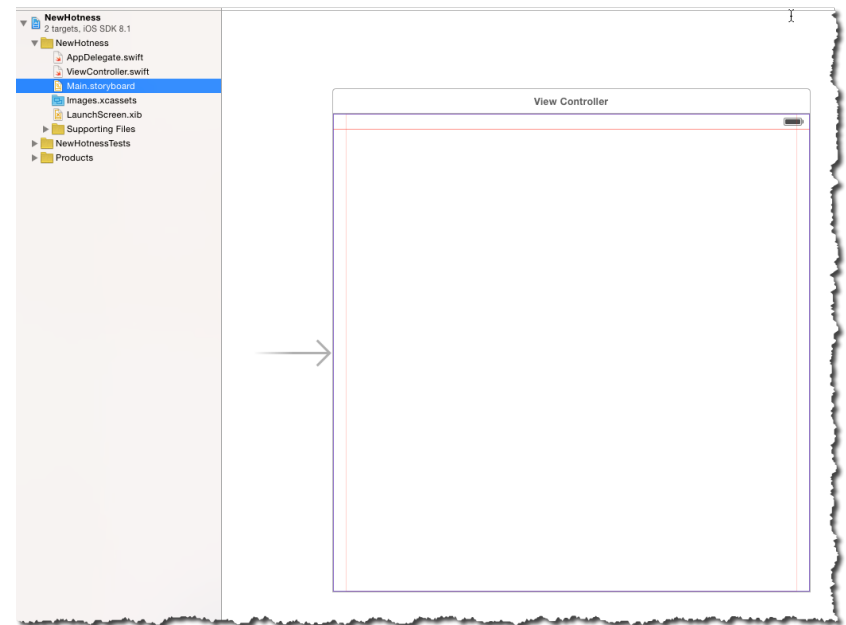 NewHotness
2 targets, iOS SDK 8.1
NewHotness
AppDelegate.swift
ViewController.swift
Main.storyboard
Images.xcassets
LaunchScreen.xib
Supporting Files
NewHotnessTests
Products
View Controller